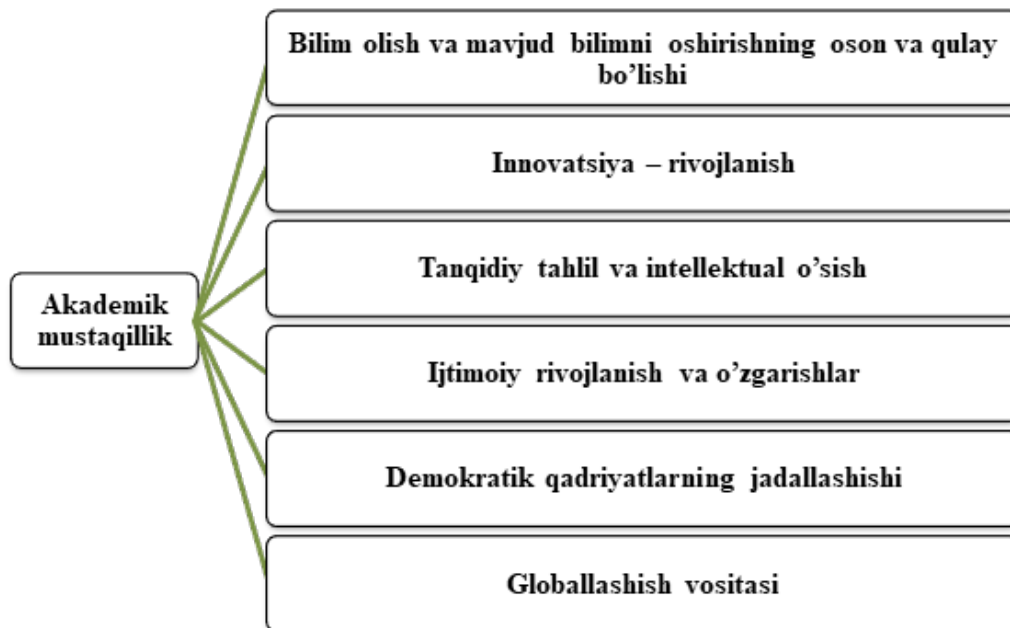 Bilim olish va mavjud bilimni oshirishning oson va qulay
bo'lishi
Innovatsiya – rivojlanish
Tanqidiy tahlil va intellektual o'sish
Akademik
mustaqillik
Ijtimoiy rivojlanish va o'zgarishlar
Demokratik qadriyatlarning jadallashishi
Globallashish vositasi